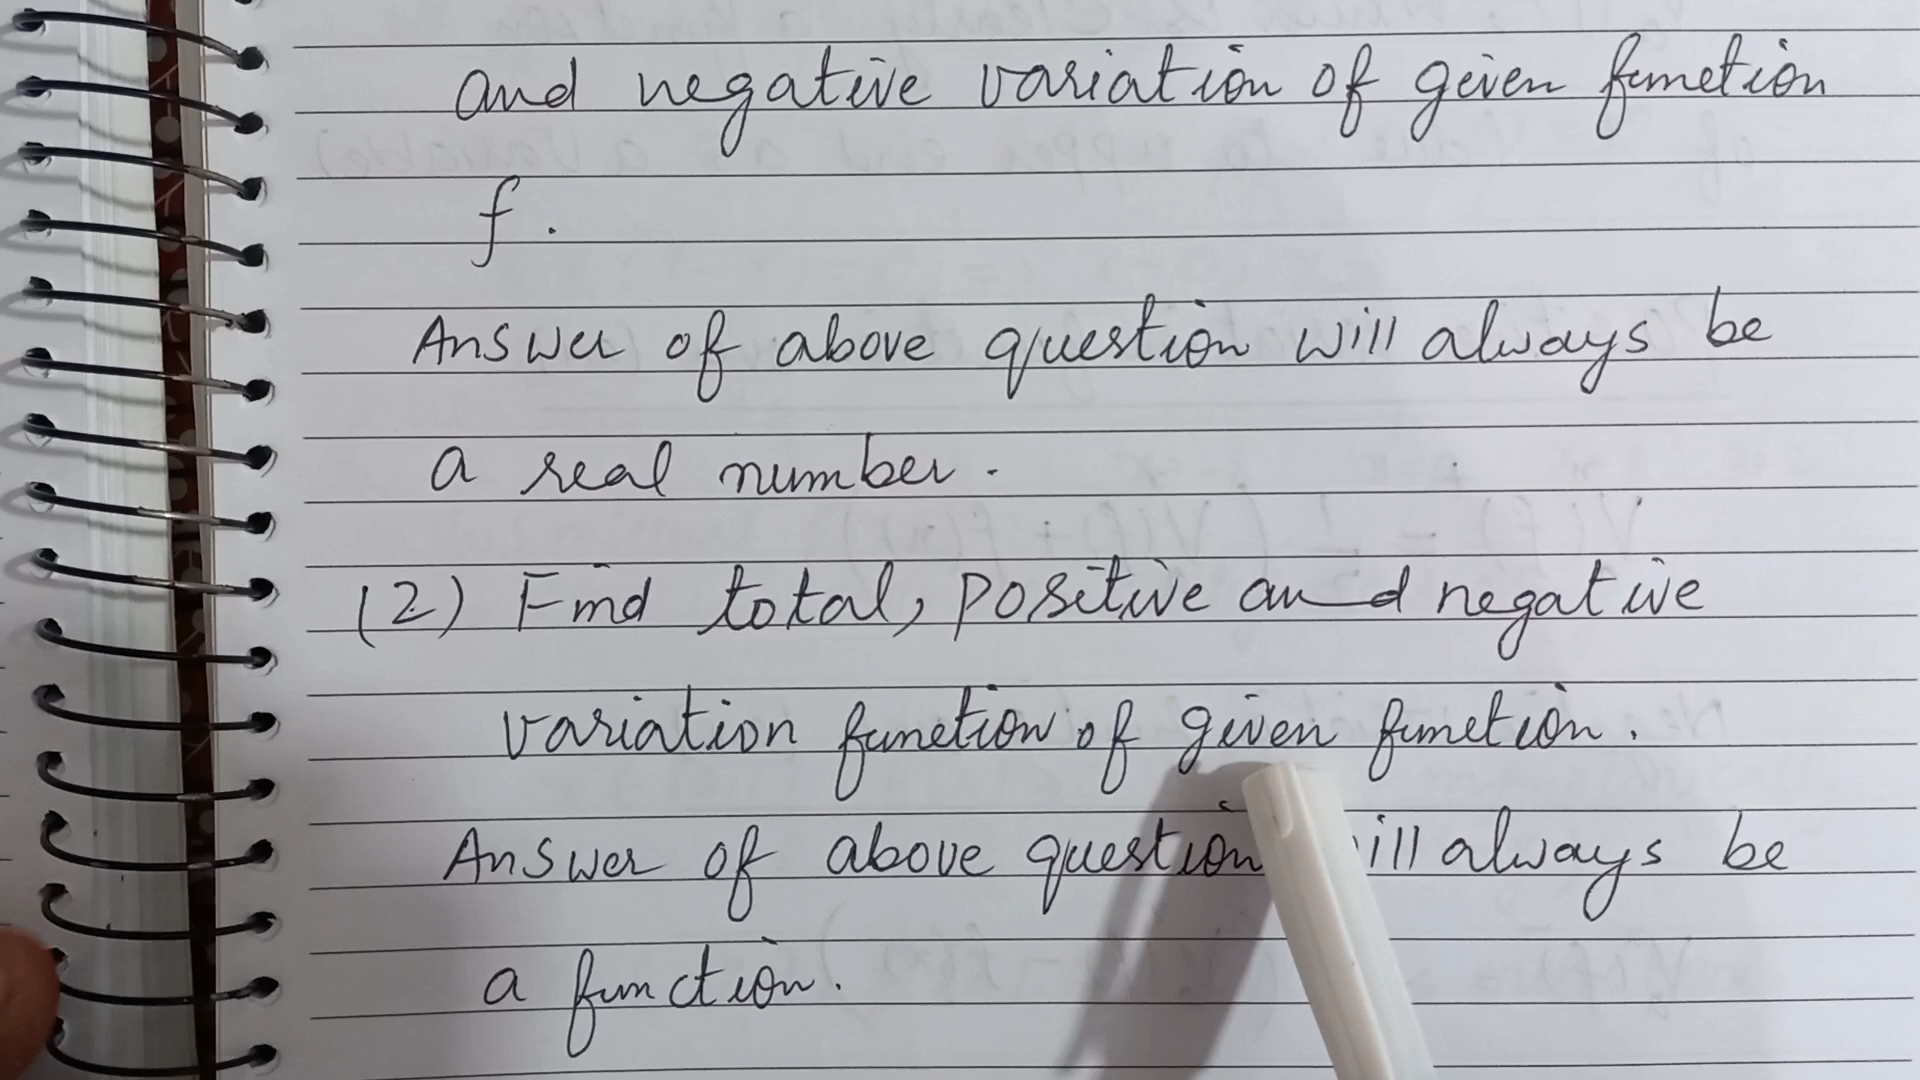 and negative variation of given function
f.
Answer of above question will always be
a real number.
(2) Find total, positive and negative
variation function of given function.
Answer of above question will always be
a function.